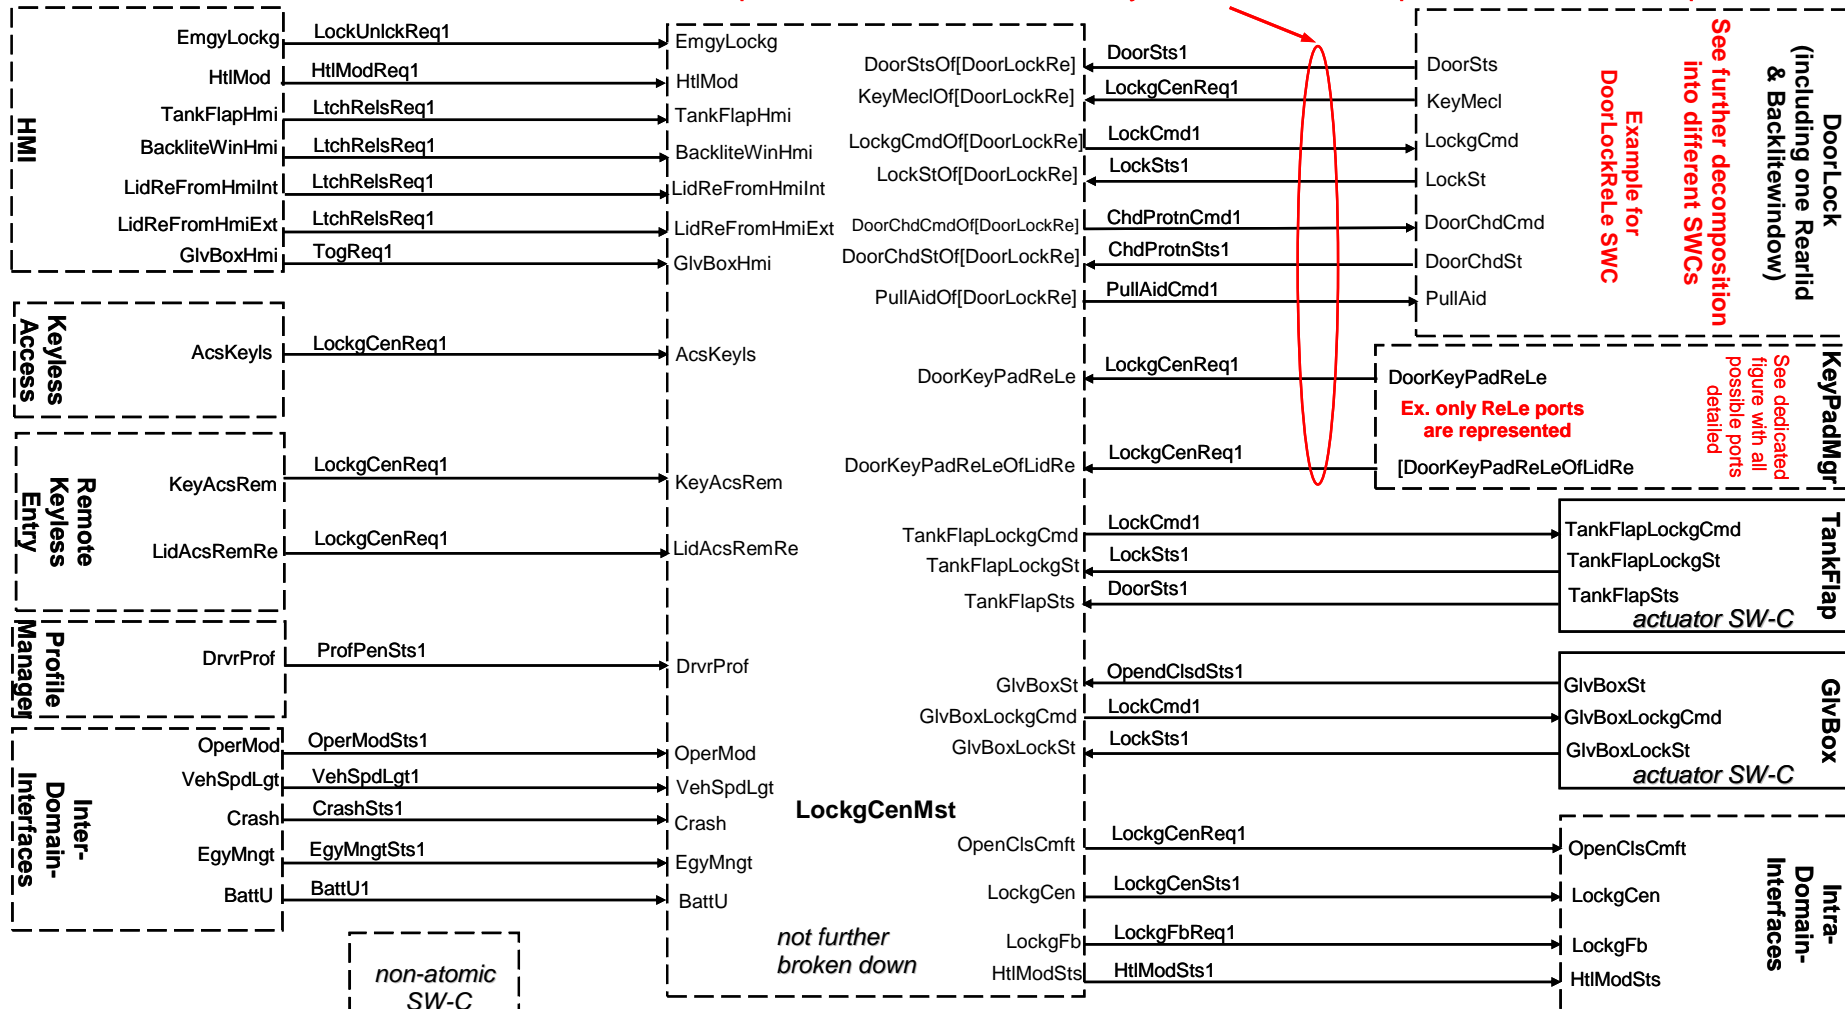 HMI
EmgyLockg
LockUnlckReq1
EmgyLockg
HtlMod
HtlModReq1
HtlMod
TankFlapHmi
LtchRelsReq1
TankFlapHmi
BackliteWinHmi
LtchRelsReq1
BackliteWinHmi
LidReFromHmiInt
LtchRelsReq1
LidReFromHmiInt
LidReFromHmiExt
LtchRelsReq1
LidReFromHmiExt
GlvBoxHmi
TogReq1
GlvBoxHmi
Keyless
Access
AcsKeyls
LockgCenReq1
AcsKeyls
Remote
Keyless
Entry
KeyAcsRem
LockgCenReq1
KeyAcsRem
LidAcsRemRe
LockgCenReq1
LidAcsRemRe
Profile
Manager
DrvrProf
ProfPenSts1
DrvrProf
Inter-
Domain-
Interfaces
OperMod
OperModSts1
OperMod
VehSpdLgt
VehSpdLgt1
VehSpdLgt
Crash
CrashSts1
Crash
EgyMngt
EgyMngtSts1
EgyMngt
BattU
BattU1
BattU
non-atomic
SW-C
LockgCenMst
not further
broken down
DoorStsOf[DoorLockRe]
DoorSts1
DoorSts
KeyMeclOf[DoorLockRe]
LockgCenReq1
KeyMecl
LockgCmdOf[DoorLockRe]
LockCmd1
LockgCmd
LockStOf[DoorLockRe]
LockSts1
LockSt
DoorChdCmdOf[DoorLockRe]
ChdProtnCmd1
DoorChdCmd
DoorChdStOf[DoorLockRe]
ChdProtnSts1
DoorChdSt
PullAidOf[DoorLockRe]
PullAidCmd1
PullAid
DoorLock
(including one Rearlid
& Backlitewindow)
See further decomposition
into different SWCs
Example for
DoorLockReLe SWC
DoorKeyPadReLe
LockgCenReq1
DoorKeyPadReLe
Ex. only ReLe ports
are represented
DoorKeyPadReLeOfLidRe
LockgCenReq1
[DoorKeyPadReLeOfLidRe
KeyPadMgr
See dedicated
figure with all
possible ports
detailed
TankFlapLockgCmd
LockCmd1
TankFlapLockgCmd
TankFlapLockgSt
LockSts1
TankFlapLockgSt
TankFlapSts
DoorSts1
TankFlapSts
actuator SW-C
TankFlap
GlvBoxSt
OpendClsdSts1
GlvBoxSt
GlvBoxLockgCmd
LockCmd1
GlvBoxLockgCmd
GlvBoxLockSt
LockSts1
GlvBoxLockSt
actuator SW-C
GlvBox
OpenClsCmft
LockgCenReq1
OpenClsCmft
LockgCen
LockgCenSts1
LockgCen
LockgFb
LockgFbReq1
LockgFb
HtlModSts
HtlModSts1
HtlModSts
Intra-
Domain-
Interfaces